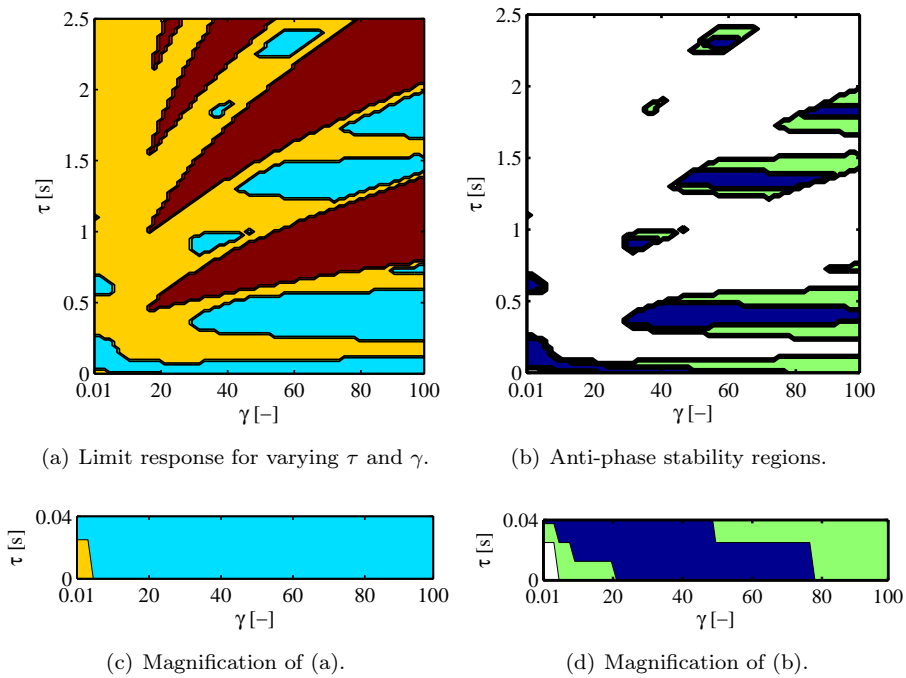 2.5
2
1.5
1
0.5
0
τ [s]
0.01 20 40 60 80 100
γ [−]
(a) Limit response for varying τ and γ.
2.5
2
1.5
1
0.5
0
τ [s]
0.01 20 40 60 80 100
γ [−]
(b) Anti-phase stability regions.
0.04
0
τ [s]
0.01 20 40 60 80 100
γ [−]
(c) Magnification of (a).
0.04
0
τ [s]
0.01 20 40 60 80 100
γ [−]
(d) Magnification of (b).